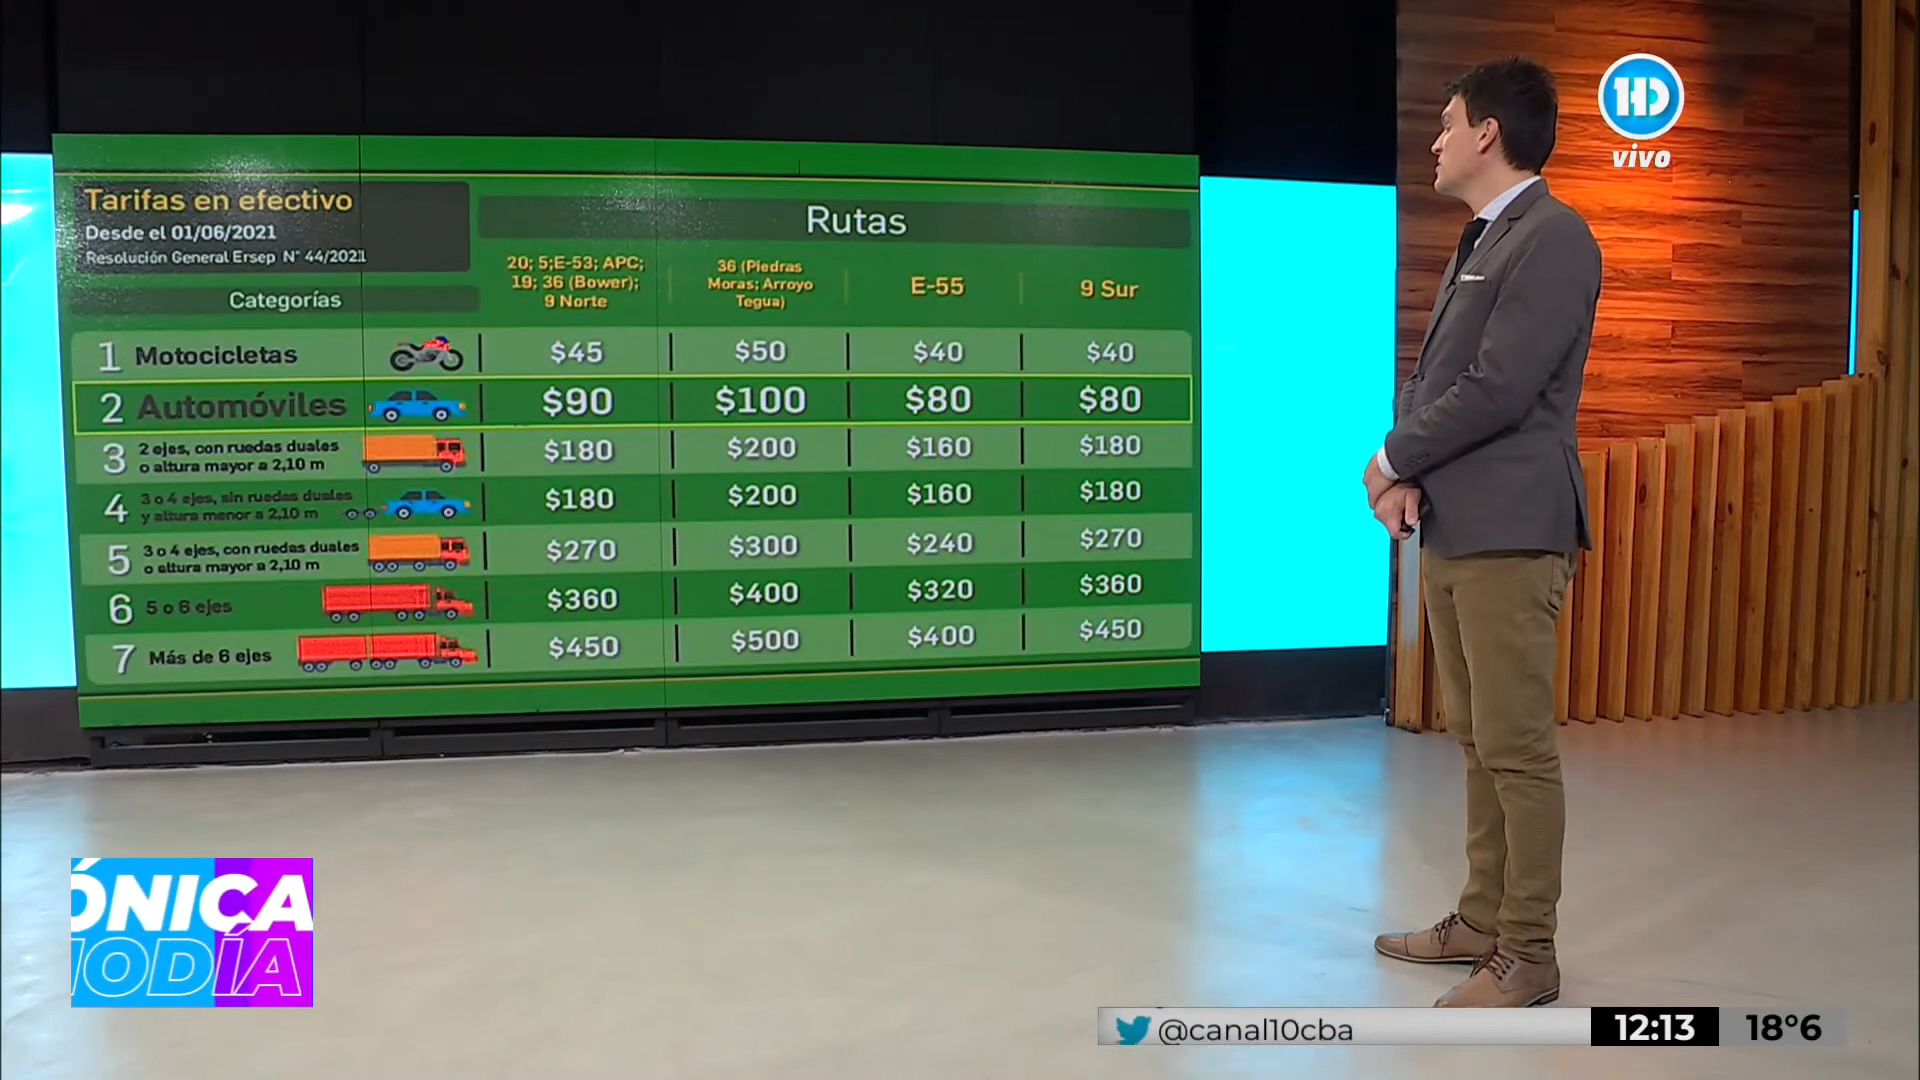 Tarifas en efectivo
Desde el 01/06/2021
Resolución General Ersep N° 44/2021
Categorías
Rutas
20; 5;E-53; APC;
19; 36 (Bower);
9 Norte
36 (Piedras
Moras; Arroyo
Tegua)
E-55
9 Sur
1 Motocicletas $45 $50 $40 $40
2 Automóviles $90 $100 $80 $80
3 2 ejes, con ruedas duales
o altura mayor a 2,10 m $180 $200 $160 $180
4 3 o 4 ejes, sin ruedas duales
y altura menor a 2,10 m $180 $200 $160 $180
5 3 o 4 ejes, con ruedas duales
o altura mayor a 2,10 m $270 $300 $240 $270
6 5 o 6 ejes $360 $400 $320 $360
7 Más de 6 ejes $450 $500 $400 $450
10HD
vivo
ÓNICA
IODÍA
@canal10cba 12:13 18°6